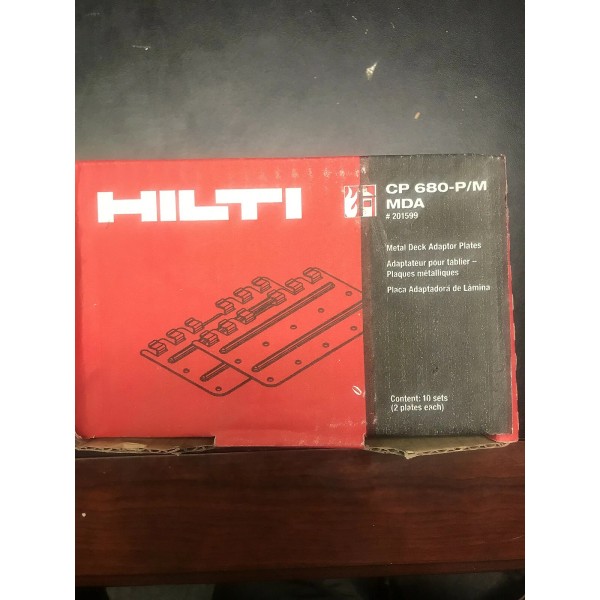 HILTI
CP 680-P/M
MDA
# 201599
Metal Deck Adaptor Plates
Adaptateur pour tablier –
Plaques métalliques
Placa Adaptadora de Lámina
Content: 10 sets
(2 plates each)